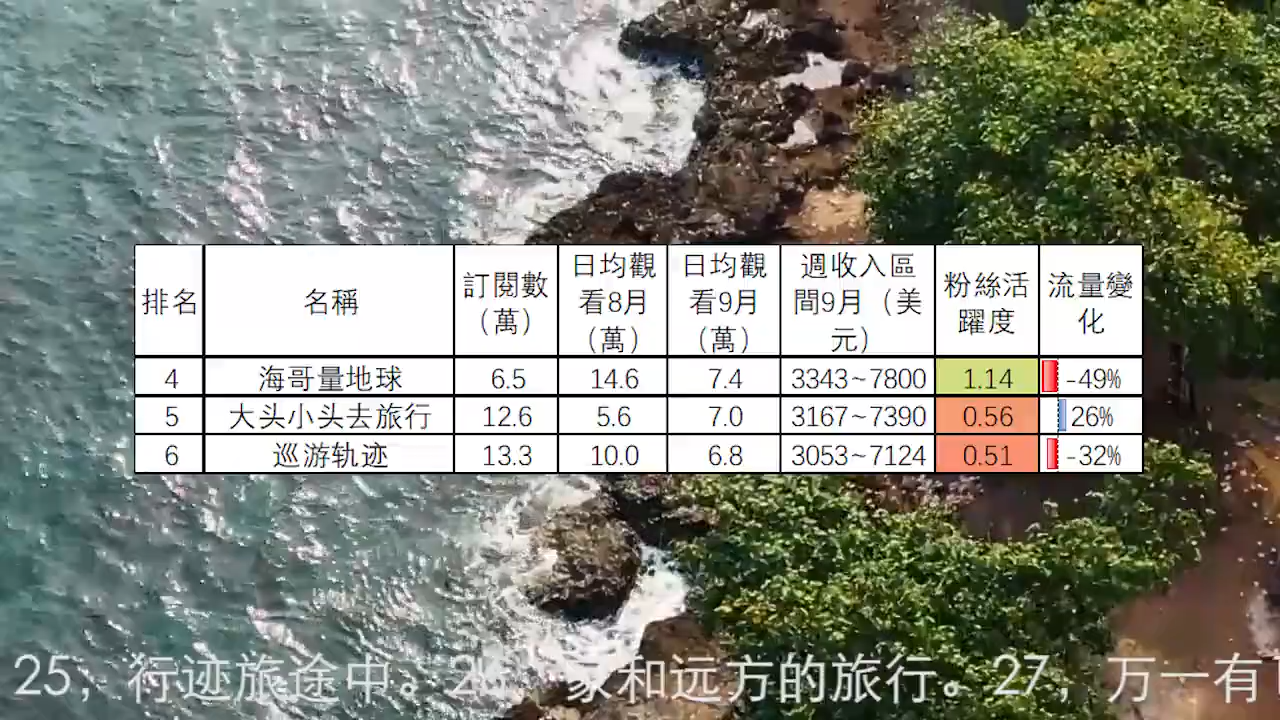 排名 名稱 訂閱數（萬） 日均觀看8月（萬） 日均觀看9月（萬） 週收入區間9月（美元） 粉絲活躍度 流量變化
4 海哥量地球 6.5 14.6 7.4 3343~7800 1.14 -49%
5 大头小头去旅行 12.6 5.6 7.0 3167~7390 0.56 26%
6 巡游轨迹 13.3 10.0 6.8 3053~7124 0.51 -32%
25，行迹旅途中。26，家和远方的旅行。27，万一有